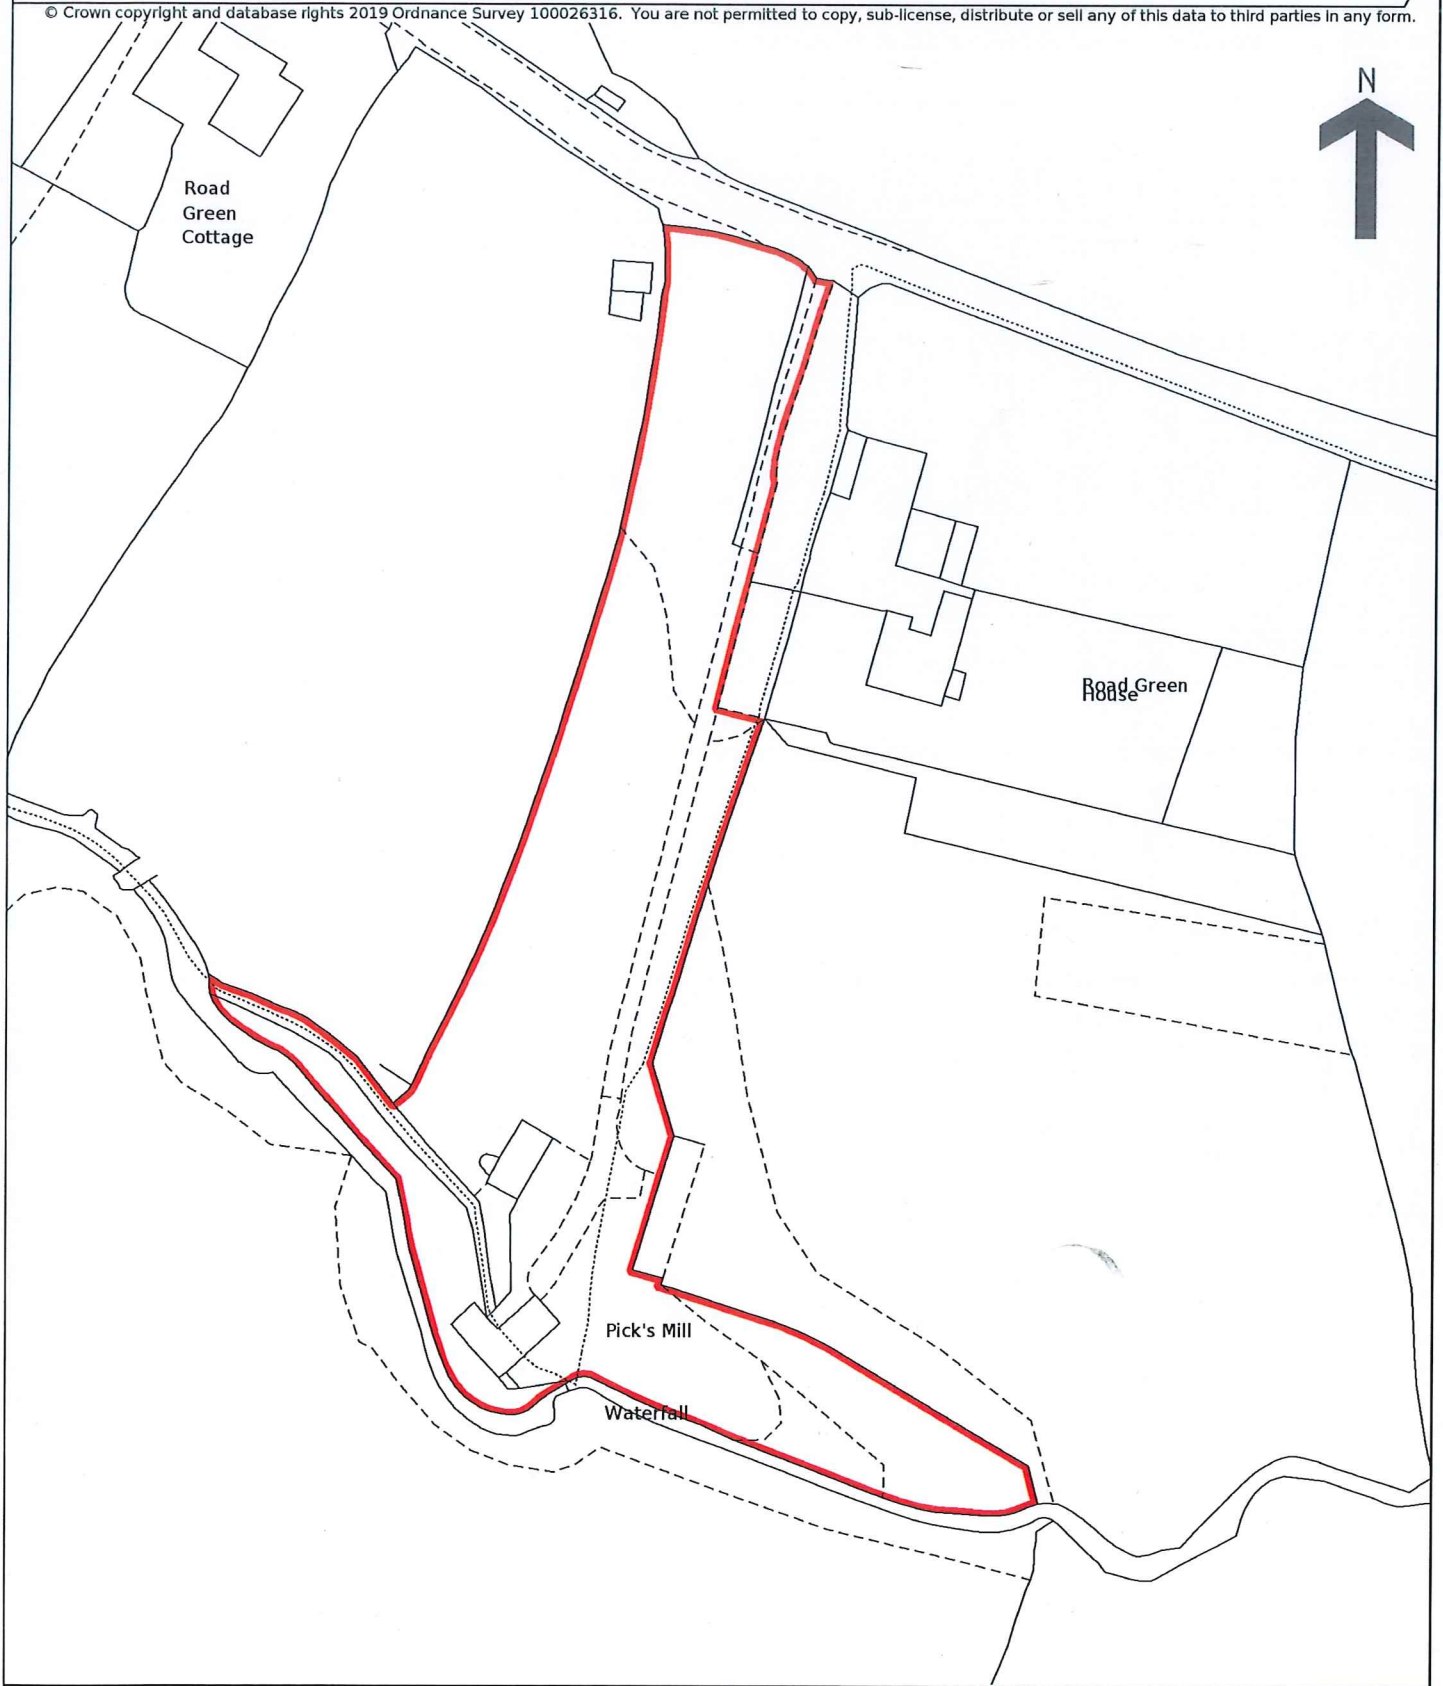 © Crown copyright and database rights 2019 Ordnance Survey 100026316.  You are not permitted to copy, sub-license, distribute or sell any of this data to third parties in any form.
N
Road
Green
Cottage
Road Green
House
Pick's Mill
Waterfall